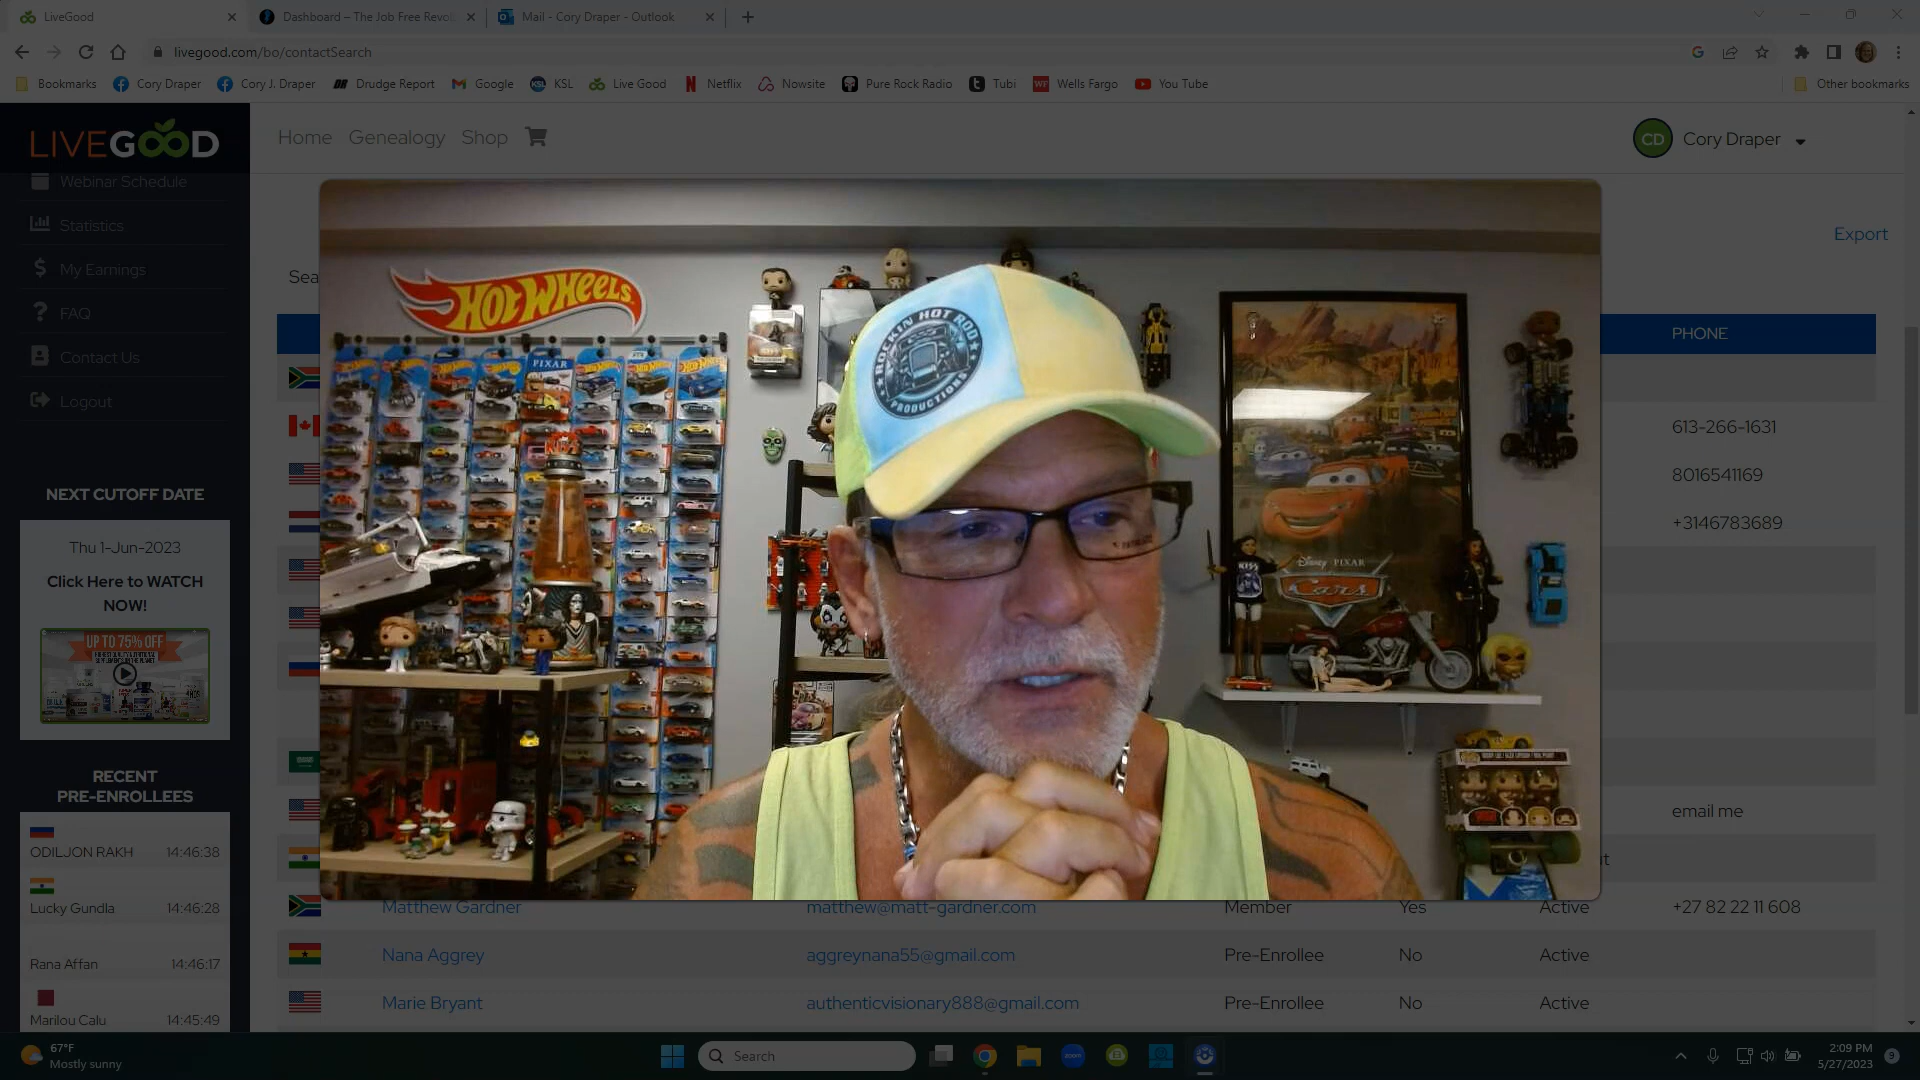 LiveGood
Dashboard – The Job Free Revol
Mail - Cory Draper - Outlook
livegood.com/bo/contactSearch
Bookmarks
Cory Draper
Cory J. Draper
Drudge Report
Google
KSL
Live Good
Netflix
Nowsite
Pure Rock Radio
Tubi
Wells Fargo
You Tube
Other bookmarks
LIVEGOOD
Home
Genealogy
Shop
CD
Cory Draper
Webinar Schedule
Statistics
My Earnings
FAQ
Contact Us
Logout
Export
Sea
PHONE
HOT WHEELS
PIXAR
ROCKIN HOT ROD
PRODUCTIONS
KISS
DISNEY PIXAR
Cars
613-266-1631
8016541169
+3146783689
email me
NEXT CUTOFF DATE
Thu 1-Jun-2023
Click Here to WATCH
NOW!
UP TO 75% OFF
RECENT
PRE-ENROLLEES
ODILJON RAKH 14:46:38
Lucky Gundla 14:46:28
Rana Affan 14:46:17
Marilou Calu 14:45:49
Matthew Gardner matthew@matt-gardner.com Member Yes Active +27 82 22 11 608
Nana Aggrey aggreynana55@gmail.com Pre-Enrollee No Active
Marie Bryant authenticvisionary888@gmail.com Pre-Enrollee No Active
67°F
Mostly sunny
Search
zoom
2:09 PM
5/27/2023
9